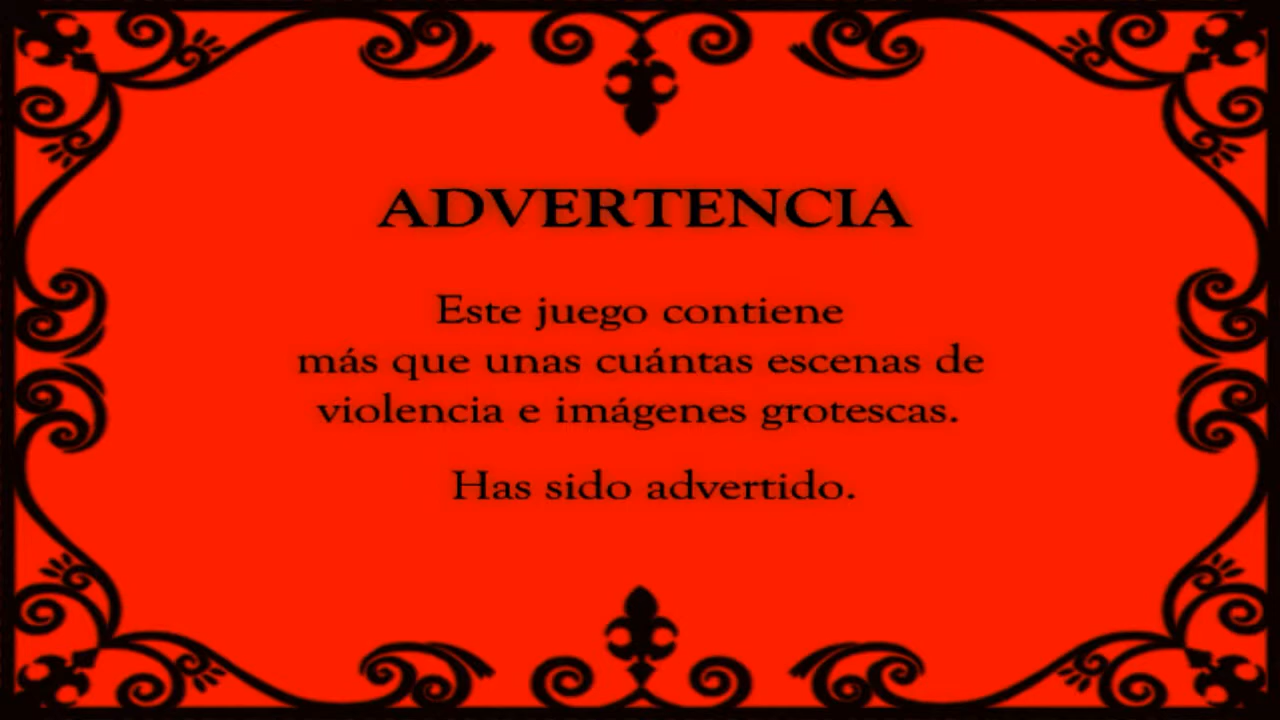 ADVERTENCIA
Este juego contiene
más que unas cuántas escenas de
violencia e imágenes grotescas.
Has sido advertido.